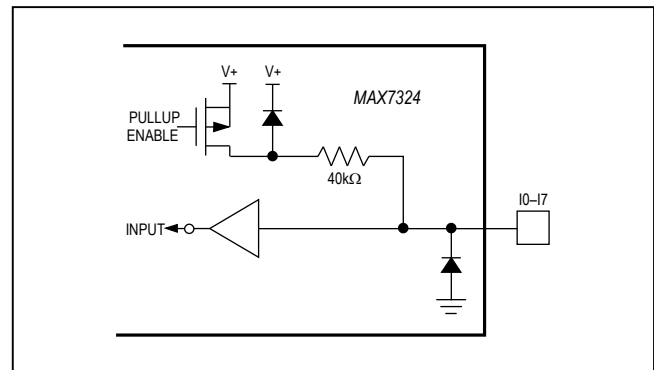 V+ V+
MAX7324
PULLUP
ENABLE
40kΩ
I0–I7
INPUT